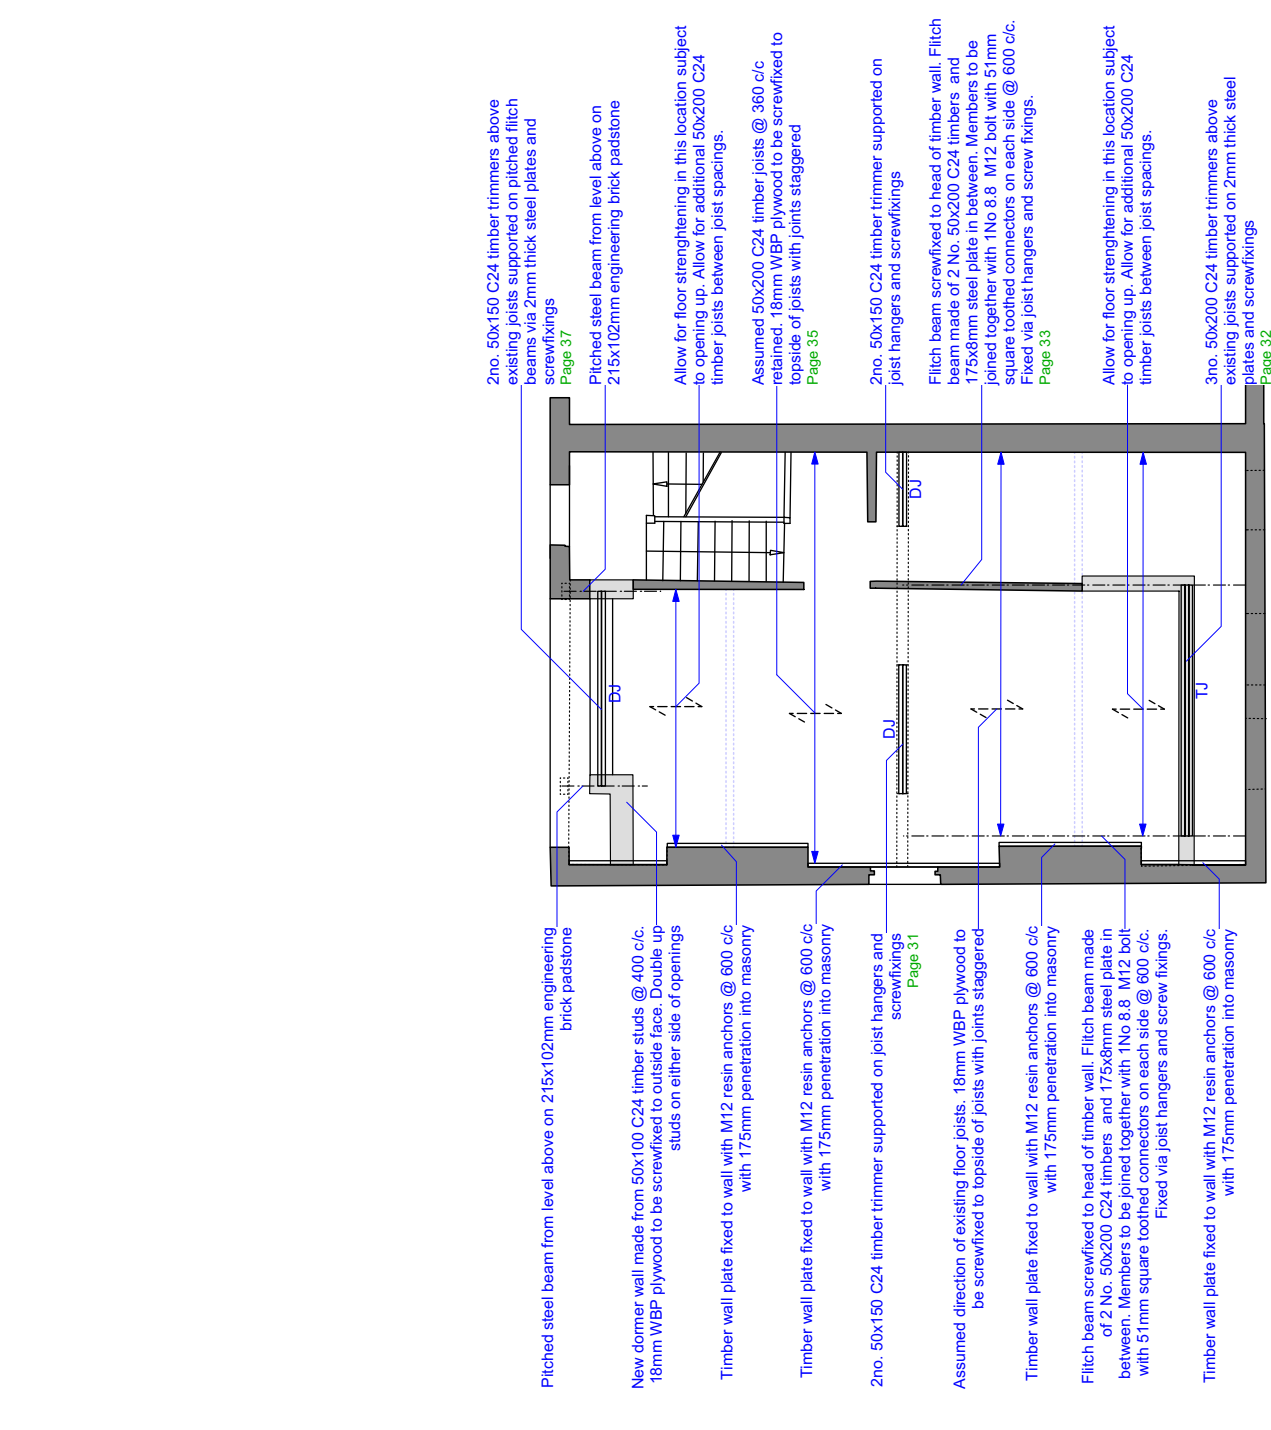 2no. 50x150 C24 timber trimmers above
existing joists supported on pitched flitch
beams via 2mm thick steel plates and
screwfixings
Page 37
Pitched steel beam from level above on
215x102mm engineering brick padstone
Allow for floor strenghtening in this location subject
to opening up. Allow for additional 50x200 C24
timber joists between joist spacings.
Assumed 50x200 C24 timber joists @ 360 c/c
retained. 18mm WBP plywood to be screwfixed to
topside of joists with joints staggered
Page 35
2no. 50x150 C24 timber trimmer supported on
joist hangers and screwfixings
Flitch beam screwfixed to head of timber wall. Flitch
beam made of 2 No. 50x200 C24 timbers and
175x8mm steel plate in between. Members to be
joined together with 1No 8.8 M12 bolt with 51mm
square toothed connectors on each side @ 600 c/c.
Fixed via joist hangers and screw fixings.
Page 33
Allow for floor strenghtening in this location subject
to opening up. Allow for additional 50x200 C24
timber joists between joist spacings.
3no. 50x200 C24 timber trimmers above
existing joists supported on 2mm thick steel
plates and screwfixings
Page 32
DJ
DJ
DJ
TJ
Pitched steel beam from level above on 215x102mm engineering
brick padstone
New dormer wall made from 50x100 C24 timber studs @ 400 c/c.
18mm WBP plywood to be screwfixed to outside face. Double up
studs on either side of openings
Timber wall plate fixed to wall with M12 resin anchors @ 600 c/c
with 175mm penetration into masonry
Timber wall plate fixed to wall with M12 resin anchors @ 600 c/c
with 175mm penetration into masonry
2no. 50x150 C24 timber trimmer supported on joist hangers and
screwfixings
Page 31
Assumed direction of existing floor joists. 18mm WBP plywood to
be screwfixed to topside of joists with joints staggered
Timber wall plate fixed to wall with M12 resin anchors @ 600 c/c
with 175mm penetration into masonry
Flitch beam screwfixed to head of timber wall. Flitch beam made
of 2 No. 50x200 C24 timbers and 175x8mm steel plate in
between. Members to be joined together with 1No 8.8 M12 bolt
with 51mm square toothed connectors on each side @ 600 c/c.
Fixed via joist hangers and screw fixings.
Timber wall plate fixed to wall with M12 resin anchors @ 600 c/c
with 175mm penetration into masonry